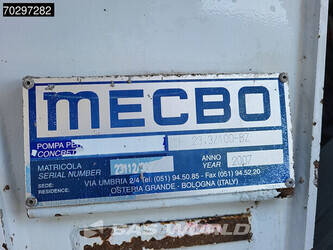 70297282
MECBO
POMPA PE
CONCRET
23.3/100-BZ
MATRICOLA
SERIAL NUMBER
ANNO
YEAR 2007
SEDE:
RESIDENCE:
VIA UMBRIA 2/4 Tel: (051) 94.50.85 - Fax/ (051) 94.52.20
OSTERIA GRANDE - BOLOGNA (ITALY)
BAS WORLD